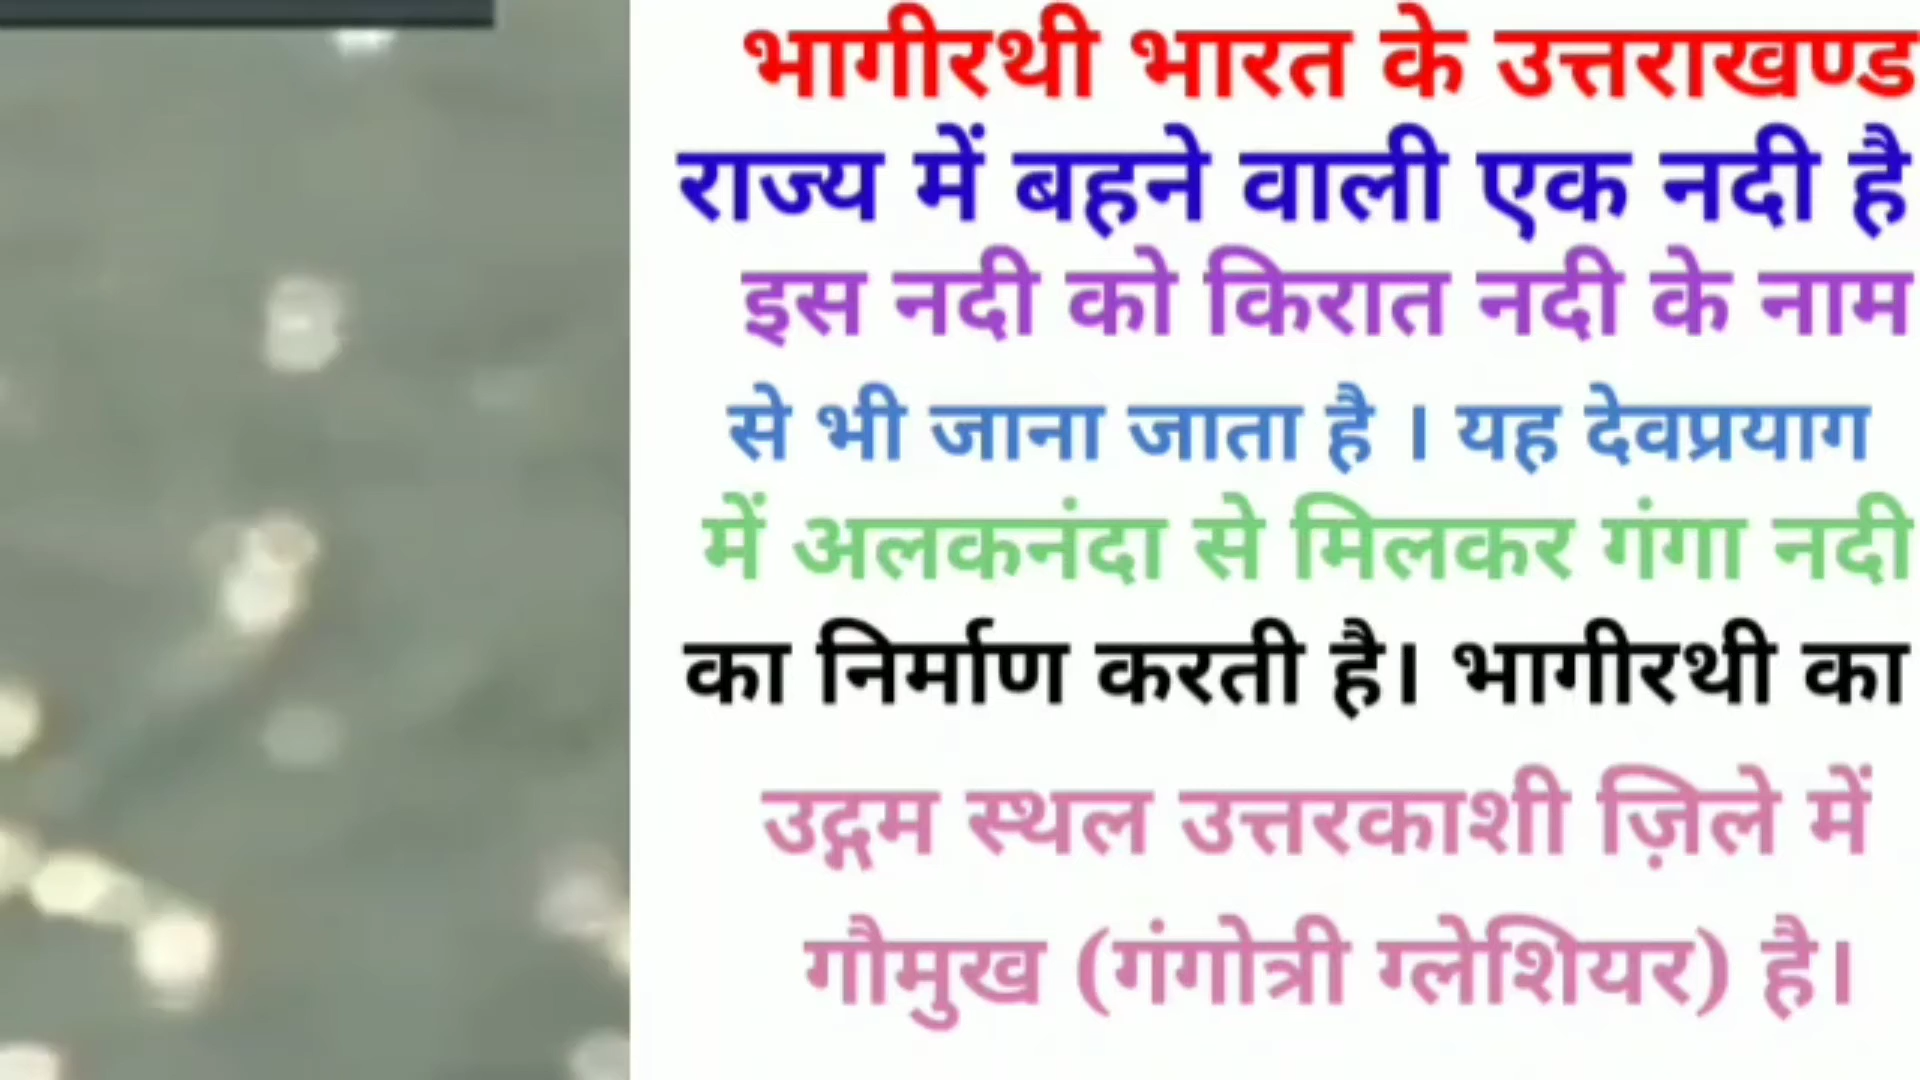 भागीरथी भारत के उत्तराखण्ड
राज्य में बहने वाली एक नदी है
इस नदी को किरात नदी के नाम
से भी जाना जाता है । यह देवप्रयाग
में अलकनंदा से मिलकर गंगा नदी
का निर्माण करती है। भागीरथी का
उद्गम स्थल उत्तरकाशी ज़िले में
गौमुख (गंगोत्री ग्लेशियर) है।